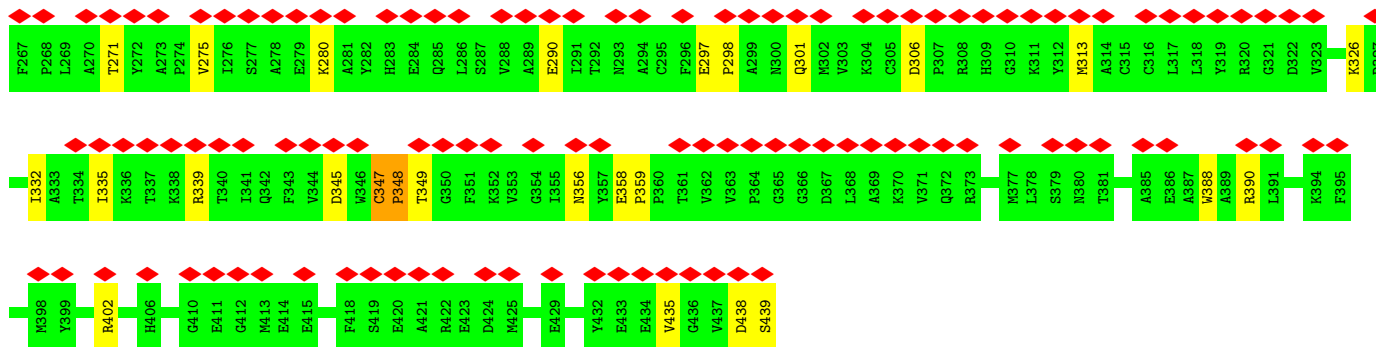 F267 P268 L269 A270 T271 Y272 A273 P274 V275 I276 S277 A278 E279 K280 A281 Y282 H283 E284 Q285 L286 S287 V288 A289 E290 I291 T292 N293 A294 C295 F296 E297 P298 A299 N300 Q301 M302 V303 K304 C305 D306 P307 R308 H309 G310 K311 Y312 M313 A314 C315 C316 L317 L318 Y319 R320 G321 D322 V323 K326
I332 A333 T334 I335 K336 T337 K338 R339 T340 I341 Q342 F343 V344 D345 W346 C347 P348 T349 G350 F351 K352 V353 G354 I355 N356 Y357 E358 P359 P360 T361 V362 V363 P364 G365 G366 D367 L368 A369 K370 V371 Q372 R373 M377 L378 S379 N380 T381 A385 E386 A387 W388 A389 R390 L391 K394 F395
M398 Y399 R402 H406 G410 E411 G412 M413 E414 E415 F418 S419 E420 A421 R422 E423 D424 M425 E429 Y432 E433 E434 V435 G436 V437 D438 S439